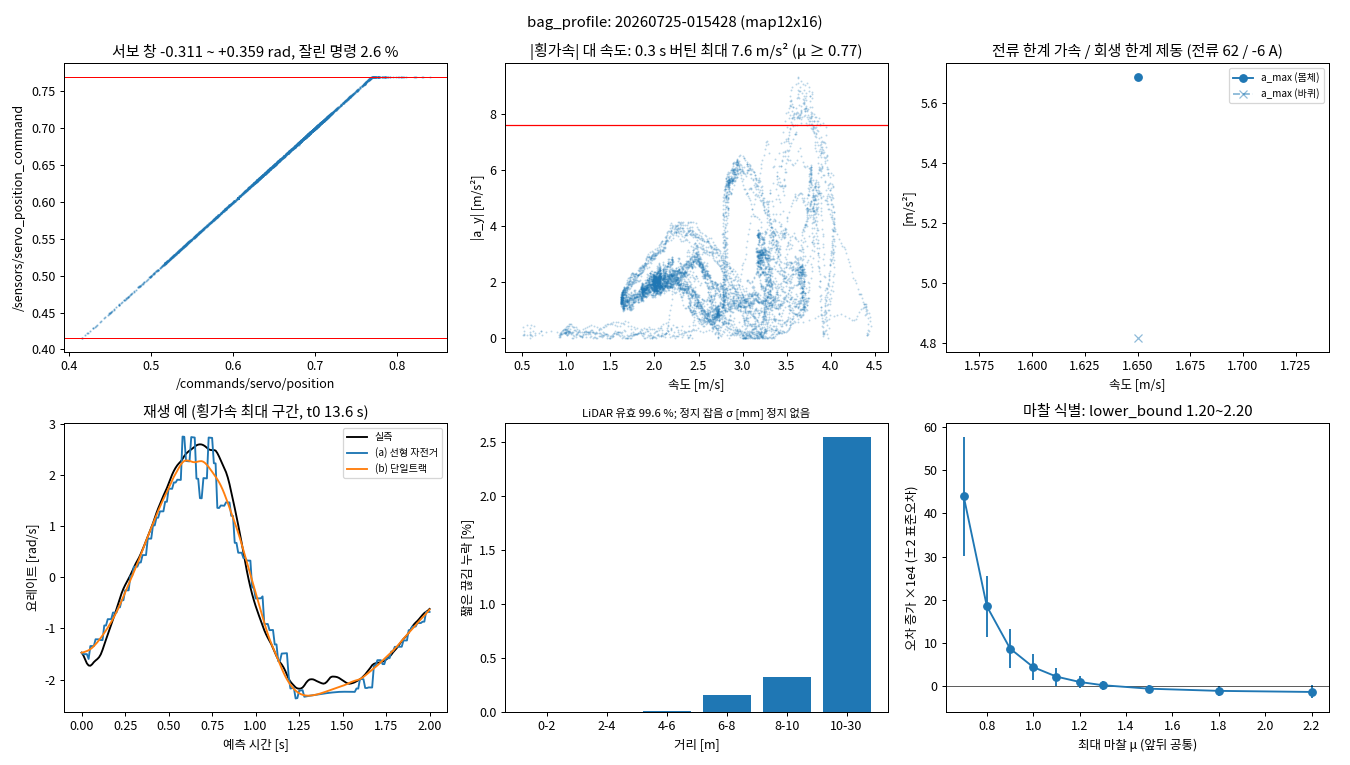 bag_profile: 20260725-015428 (map12x16)
서보 창 -0.311 ~ +0.359 rad, 잘린 명령 2.6 %
/sensors/servo_position_command
0.75
0.70
0.65
0.60
0.55
0.50
0.45
0.40
0.4 0.5 0.6 0.7 0.8
/commands/servo/position
|횡가속| 대 속도: 0.3 s 버틴 최대 7.6 m/s² (μ ≥ 0.77)
|a_y| [m/s²]
8
6
4
2
0
0.5 1.0 1.5 2.0 2.5 3.0 3.5 4.0 4.5
속도 [m/s]
전류 한계 가속 / 회생 한계 제동 (전류 62 / -6 A)
a_max (몸체)
a_max (바퀴)
[m/s²]
5.6
5.4
5.2
5.0
4.8
1.575 1.600 1.625 1.650 1.675 1.700 1.725
속도 [m/s]
재생 예 (횡가속 최대 구간, t0 13.6 s)
실측
(a) 선형 자전거
(b) 단일트랙
요레이트 [rad/s]
3
2
1
0
-1
-2
0.00 0.25 0.50 0.75 1.00 1.25 1.50 1.75 2.00
예측 시간 [s]
LiDAR 유효 99.6 %; 정지 잡음 σ [mm] 정지 없음
짧은 끊김 누락 [%]
2.5
2.0
1.5
1.0
0.5
0.0
0-2 2-4 4-6 6-8 8-10 10-30
거리 [m]
마찰 식별: lower_bound 1.20~2.20
오차 증가 ×1e4 (±2 표준오차)
60
50
40
30
20
10
0
0.8 1.0 1.2 1.4 1.6 1.8 2.0 2.2
최대 마찰 μ (앞뒤 공통)